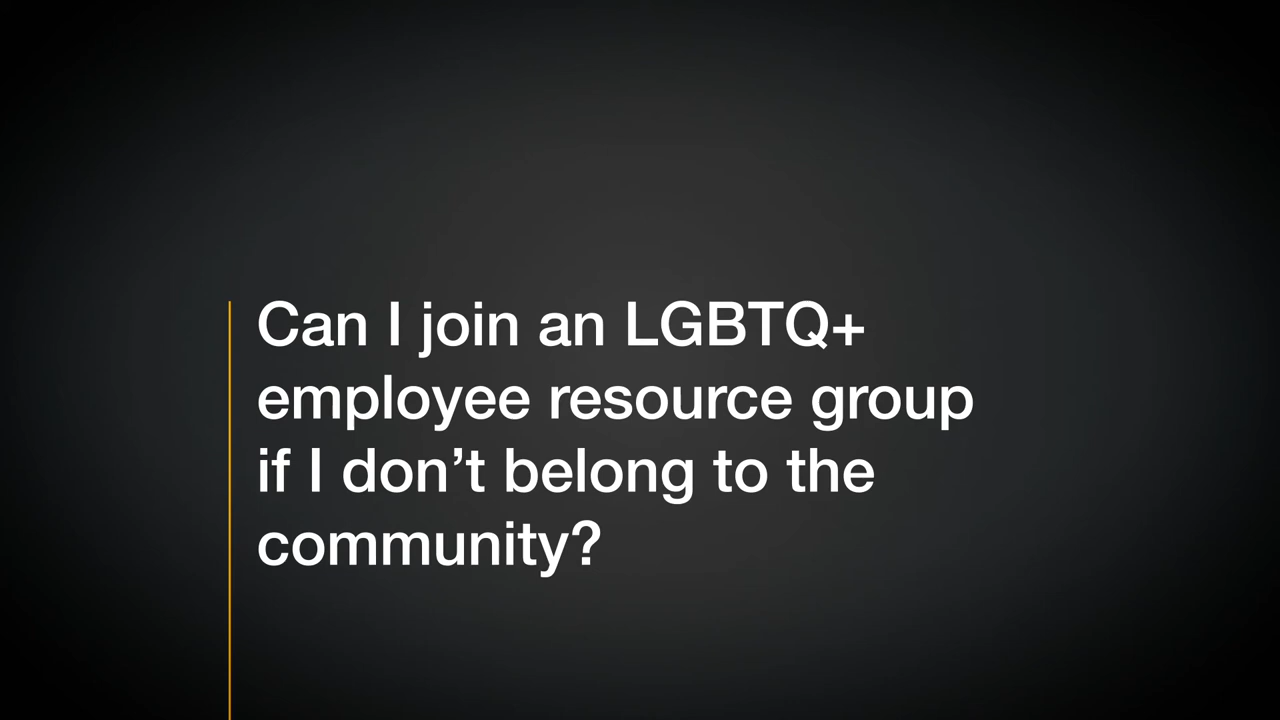 Can I join an LGBTQ+
employee resource group
if I don’t belong to the
community?